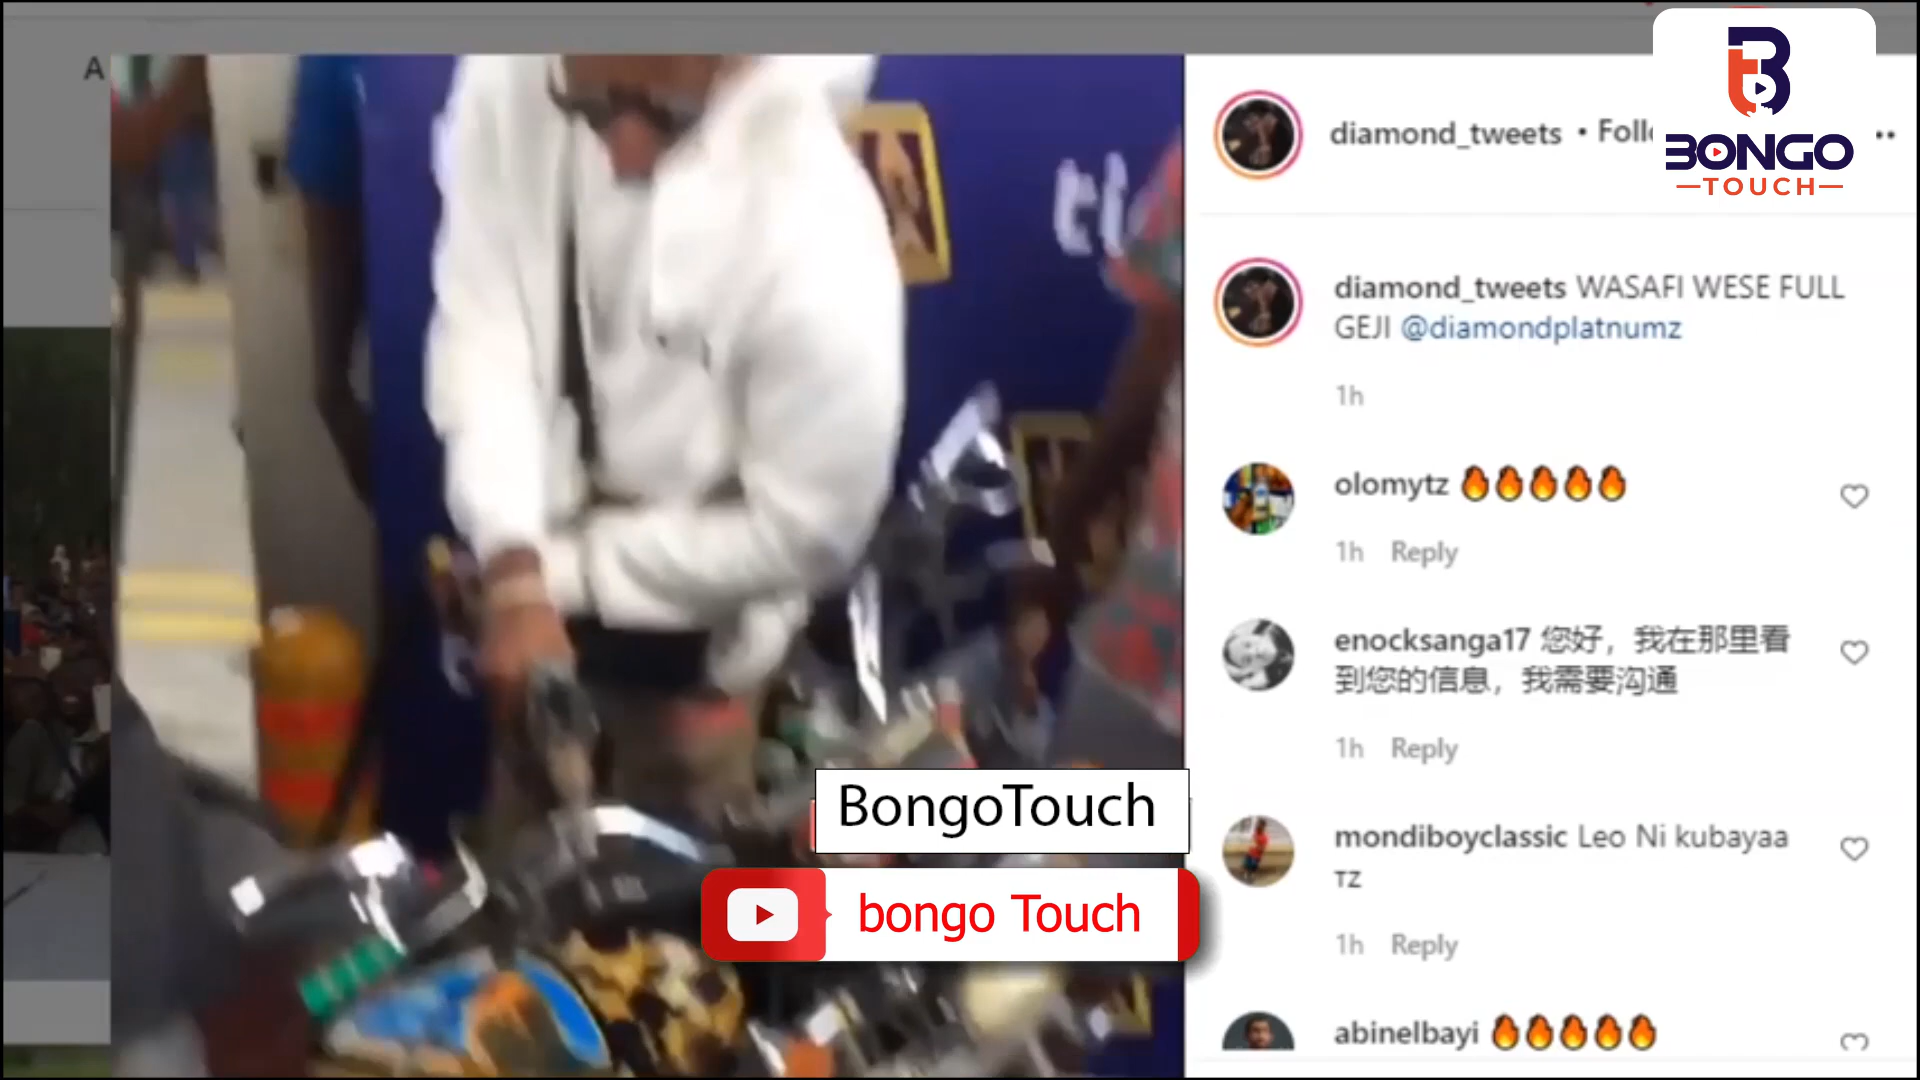 A
ti
BONGO
TOUCH
diamond_tweets • Foll
diamond_tweets WASAFI WESE FULL
GEJI @diamondplatnumz
1h
olomytz 🔥🔥🔥🔥🔥
1h Reply
enocksanga17 您好，我在那里看
到您的信息，我需要沟通
1h Reply
mondiboyclassic Leo Ni kubayaa
TZ
1h Reply
abinelbayi 🔥🔥🔥🔥🔥
BongoTouch
bongo Touch